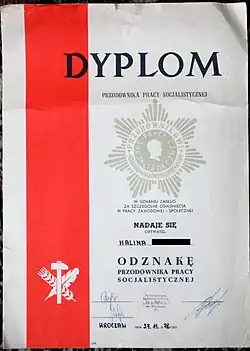 DYPLOM
PRZODOWNIKA PRACY SOCJALISTYCZNEJ
W UZNANIU ZASŁUG
ZA SZCZEGÓLNE OSIĄGNIĘCIA
W PRACY ZAWODOWEJ I SPOŁECZNEJ
NADAJE SIĘ
OBYWATEL
HALINA
ODZNAKĘ
PRZODOWNIKA PRACY
SOCJALISTYCZNEJ
WROCŁAW